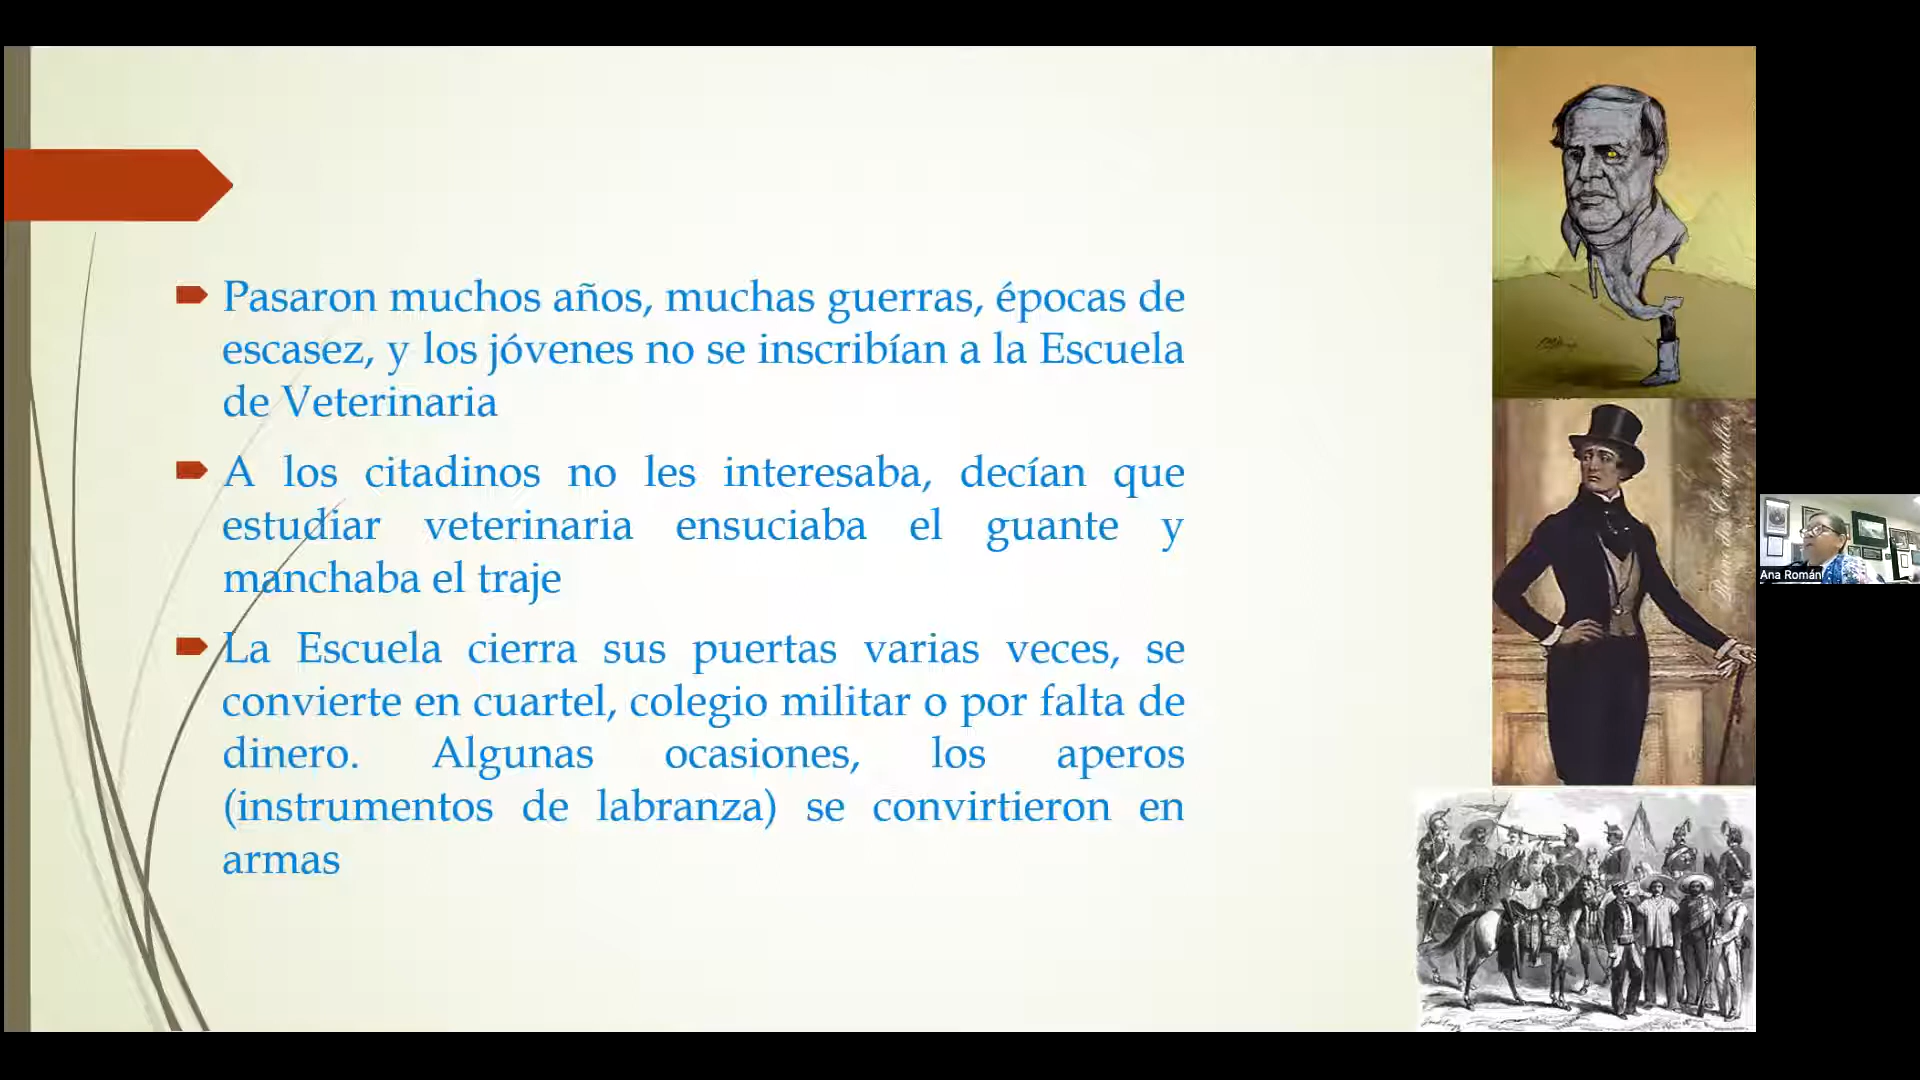 Pasaron muchos años, muchas guerras, épocas de
escasez, y los jóvenes no se inscribían a la Escuela
de Veterinaria
A los citadinos no les interesaba, decían que
estudiar veterinaria ensuciaba el guante y
manchaba el traje
La Escuela cierra sus puertas varias veces, se
convierte en cuartel, colegio militar o por falta de
dinero. Algunas ocasiones, los aperos
(instrumentos de labranza) se convirtieron en
armas
Ana Román